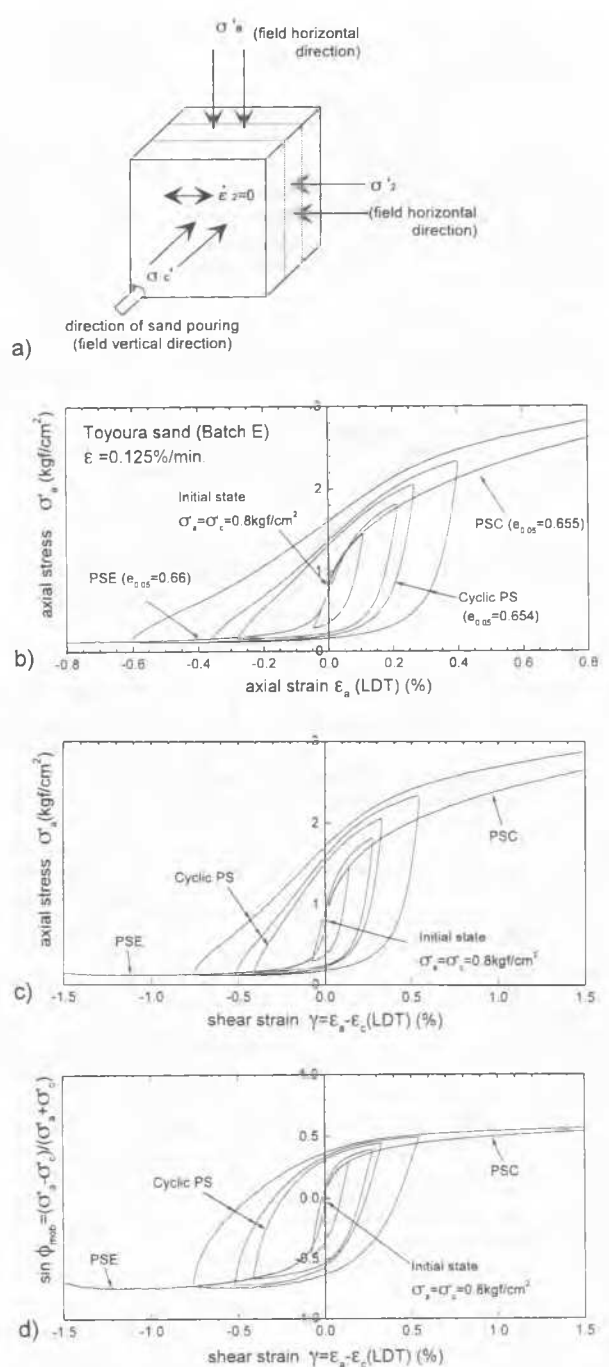 σ'a (field horizontal
direction)
ε̇2=0
σ'2
(field horizontal
direction)
σc'
direction of sand pouring
(field vertical direction)
a)
3
Toyoura sand (Batch E)
ε̇ =0.125%/min.
Initial state
σ'a=σ'c=0.8kgf/cm²
2
1
PSE (e0.05=0.66)
PSC (e0.05=0.655)
Cyclic PS
(e0.05=0.654)
axial stress σ'a (kgf/cm²)
0
-0.8 -0.6 -0.4 -0.2 0.0 0.2 0.4 0.6 0.8
b)
axial strain εa (LDT) (%)
3
2
1
0
axial stress σ'a (kgf/cm²)
Cyclic PS
PSC
PSE
Initial state
σ'a=σ'c=0.8kgf/cm²
-1.5 -1.0 -0.5 0.0 0.5 1.0 1.5
c)
shear strain γ=εa-εc(LDT) (%)
1.0
0.5
0.0
-0.5
-1.0
sin ϕmob=(σ'a-σ'c)/(σ'a+σ'c)
Cyclic PS
PSC
PSE
Initial state
σ'a=σ'c=0.8kgf/cm²
-1.5 -1.0 -0.5 0.0 0.5 1.0 1.5
d)
shear strain γ=εa-εc(LDT) (%)